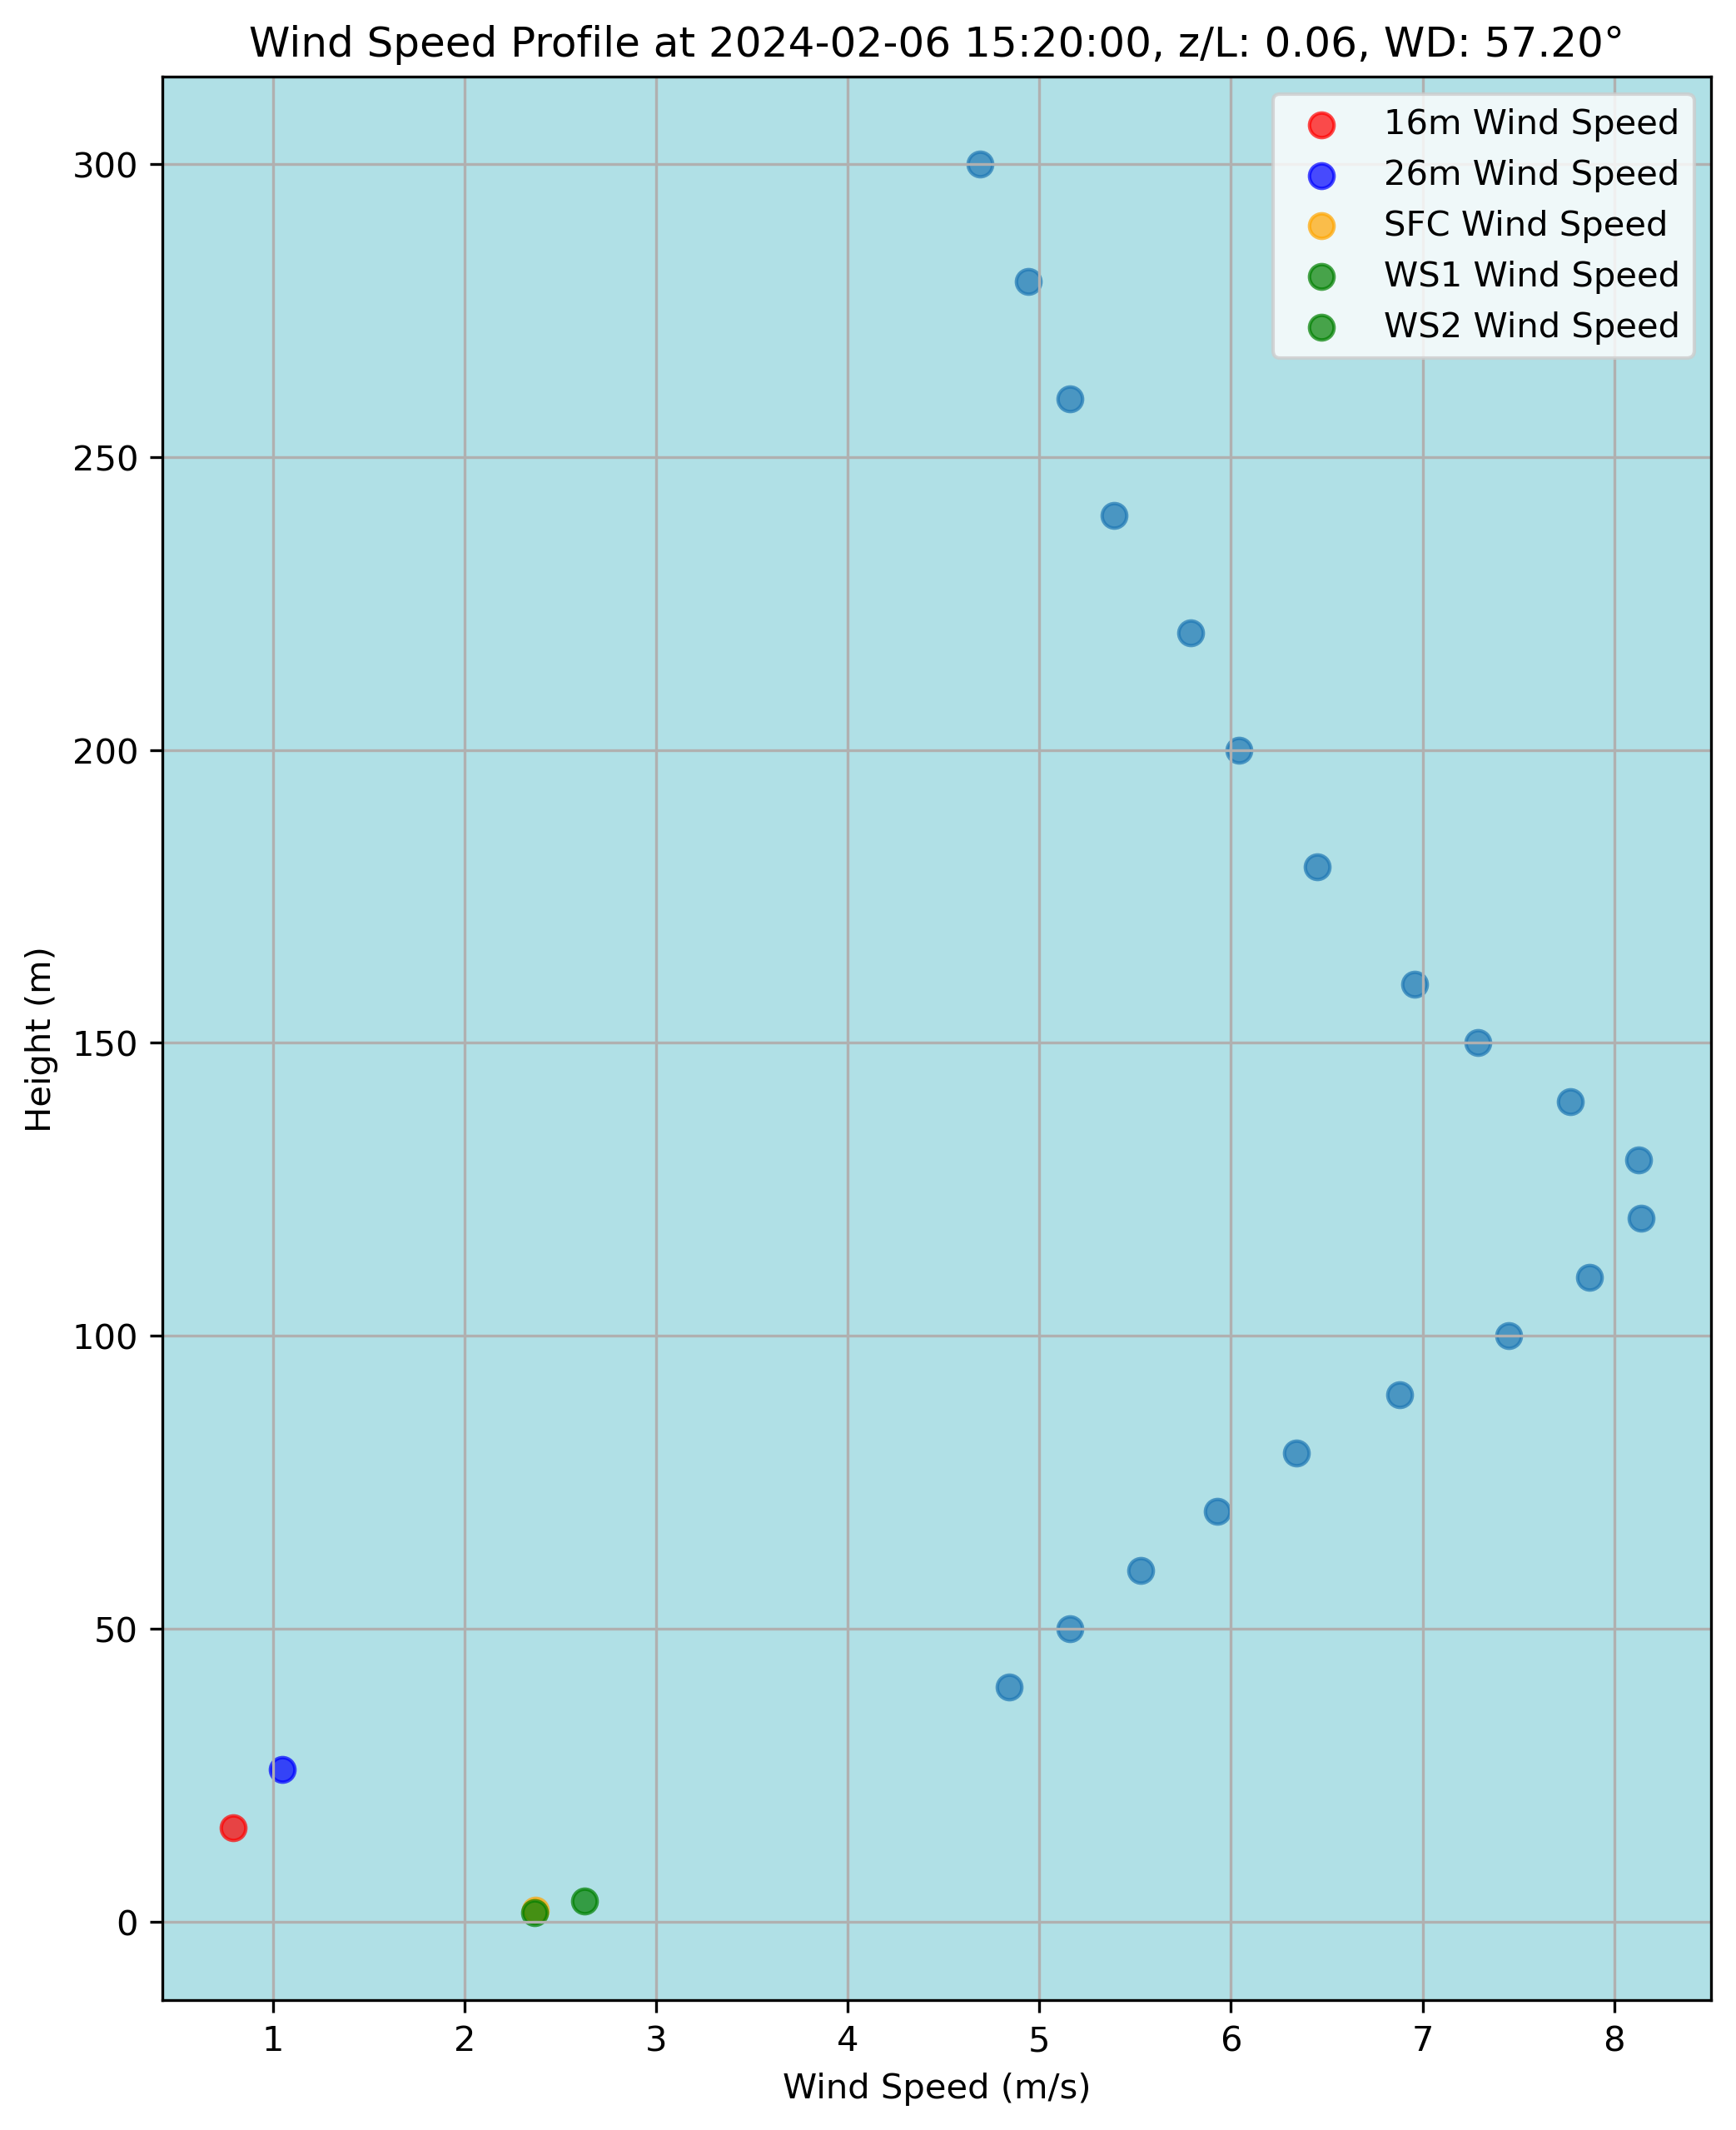 Wind Speed Profile at 2024-02-06 15:20:00, z/L: 0.06, WD: 57.20°
16m Wind Speed
26m Wind Speed
SFC Wind Speed
WS1 Wind Speed
WS2 Wind Speed
Height (m)
300
250
200
150
100
50
0
1 2 3 4 5 6 7 8
Wind Speed (m/s)